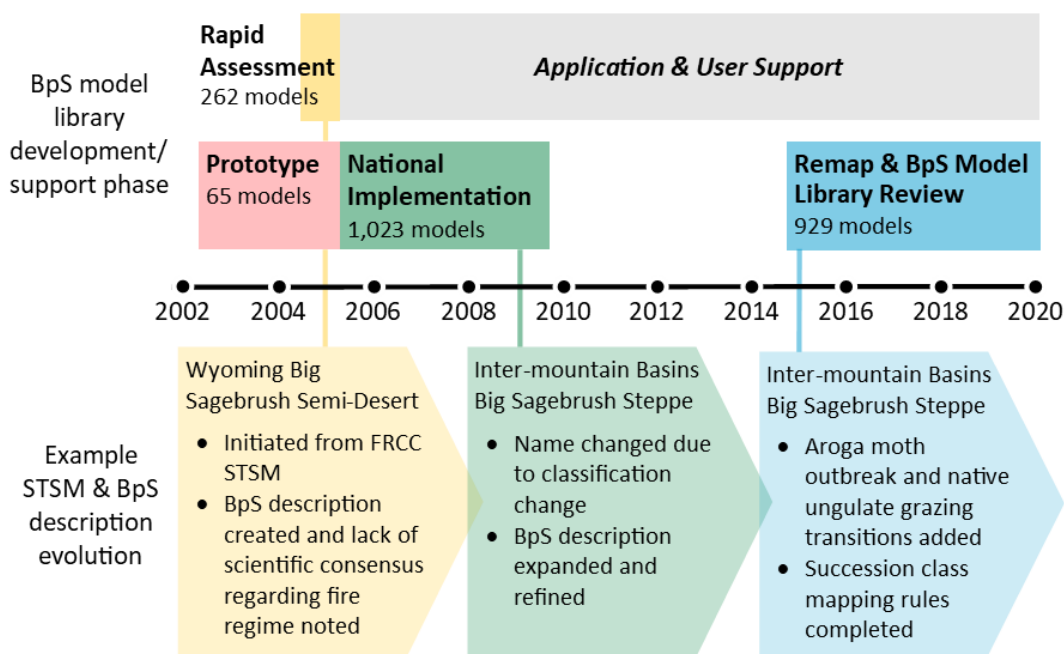 BpS model
library
development/
support phase
Rapid
Assessment
262 models
Application & User Support
Prototype
65 models
National
Implementation
1,023 models
Remap & BpS Model
Library Review
929 models
2002 2004 2006 2008 2010 2012 2014 2016 2018 2020
Example
STSM & BpS
description
evolution
Wyoming Big
Sagebrush Semi-Desert
• Initiated from FRCC
STSM
• BpS description
created and lack of
scientific consensus
regarding fire
regime noted
Inter-mountain Basins
Big Sagebrush Steppe
• Name changed due
to classification
change
• BpS description
expanded and
refined
Inter-mountain Basins
Big Sagebrush Steppe
• Aroga moth
outbreak and native
ungulate grazing
transitions added
• Succession class
mapping rules
completed